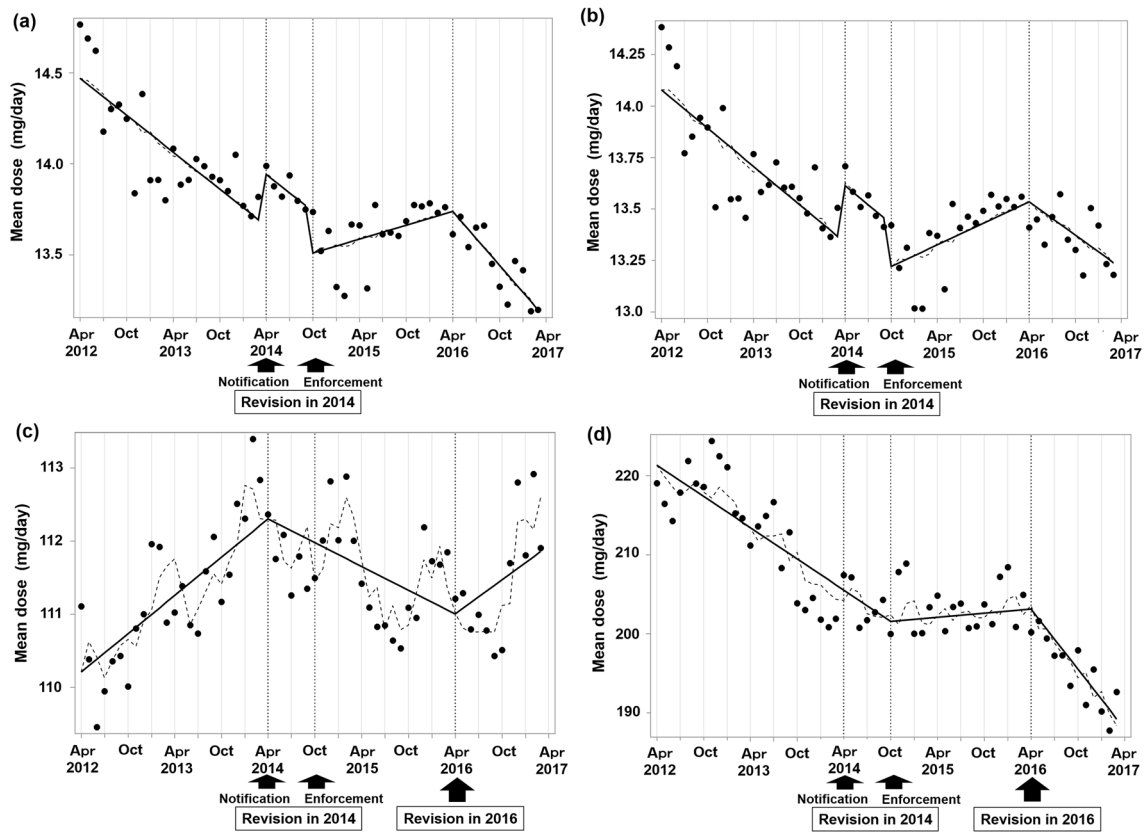 (a)
Mean dose (mg/day)
14.5
14.0
13.5
Apr Oct Apr Oct Apr Oct Apr Oct Apr Oct Apr
2012 2013 2014 2015 2016 2017
Notification Enforcement
Revision in 2014
(b)
Mean dose (mg/day)
14.25
14.00
13.75
13.50
13.25
13.0
Apr Oct Apr Oct Apr Oct Apr Oct Apr Oct Apr
2012 2013 2014 2015 2016 2017
Notification Enforcement
Revision in 2014
(c)
Mean dose (mg/day)
113
112
111
110
Apr Oct Apr Oct Apr Oct Apr Oct Apr Oct Apr
2012 2013 2014 2015 2016 2017
Notification Enforcement
Revision in 2014 Revision in 2016
(d)
Mean dose (mg/day)
220
210
200
190
Apr Oct Apr Oct Apr Oct Apr Oct Apr Oct Apr
2012 2013 2014 2015 2016 2017
Notification Enforcement
Revision in 2014 Revision in 2016